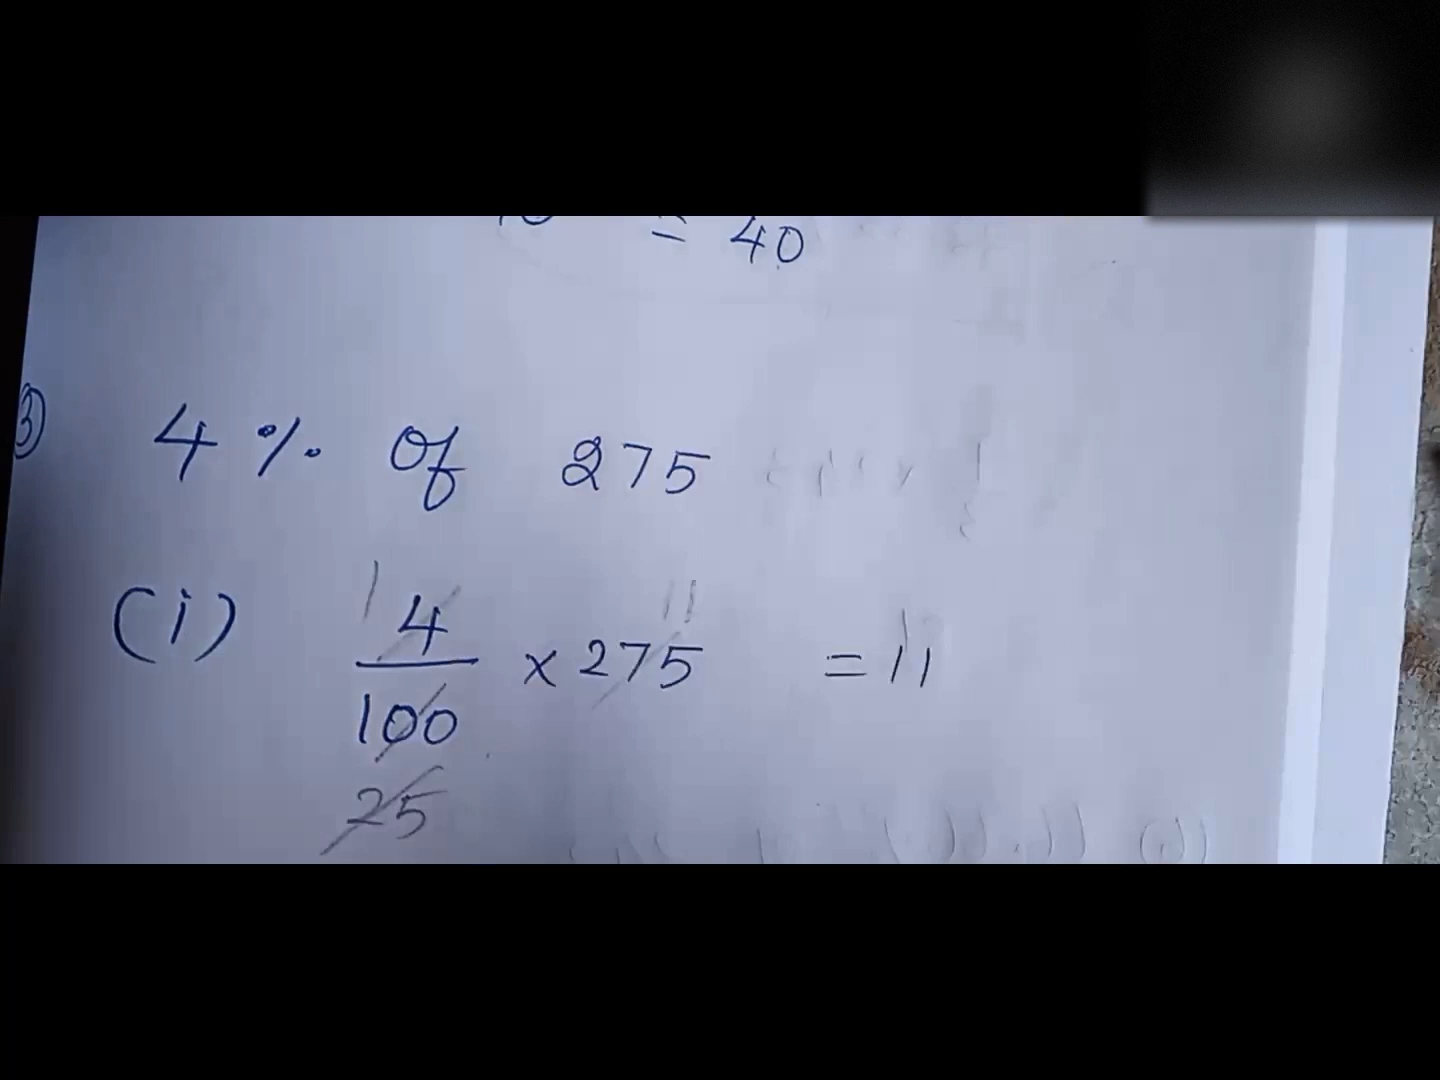 = 40
③ 4% of 275
(i) 1 4/100 × 275 11 = 11
25